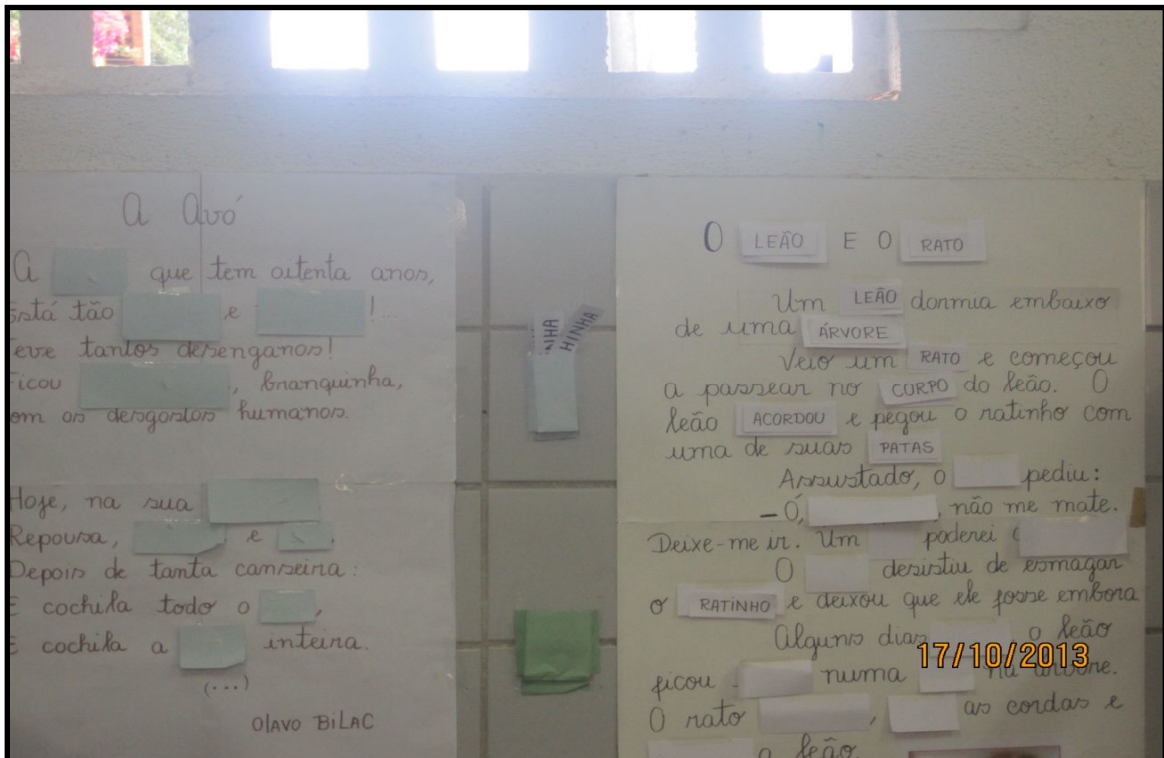 A Avó
A que tem oitenta anos,
Está tão e !...
eve tantos desenganos!
Ficou , branquinha,
om os desgostos humanos.
Hoje, na sua
Repousa, e
Depois de tanta canseira:
E cochila todo o ,
E cochila a inteira.
(...)
OlAVO BiLAC
HINHA
O LEÃO E O RATO
Um LEÃO dormia embaixo
de uma ÁRVORE
Veio um RATO e começou
a passear no CORPO do leão. O
leão ACORDOU e pegou o ratinho com
uma de suas PATAS
Assustado, o pediu:
- Ó, , não me mate.
Deixe-me ir. Um poderei
O desistiu de esmagar
o RATINHO e deixou que ele fosse embora
Alguns dias o leão
ficou numa na árvore.
O rato , as cordas e
o leão.
17/10/2013